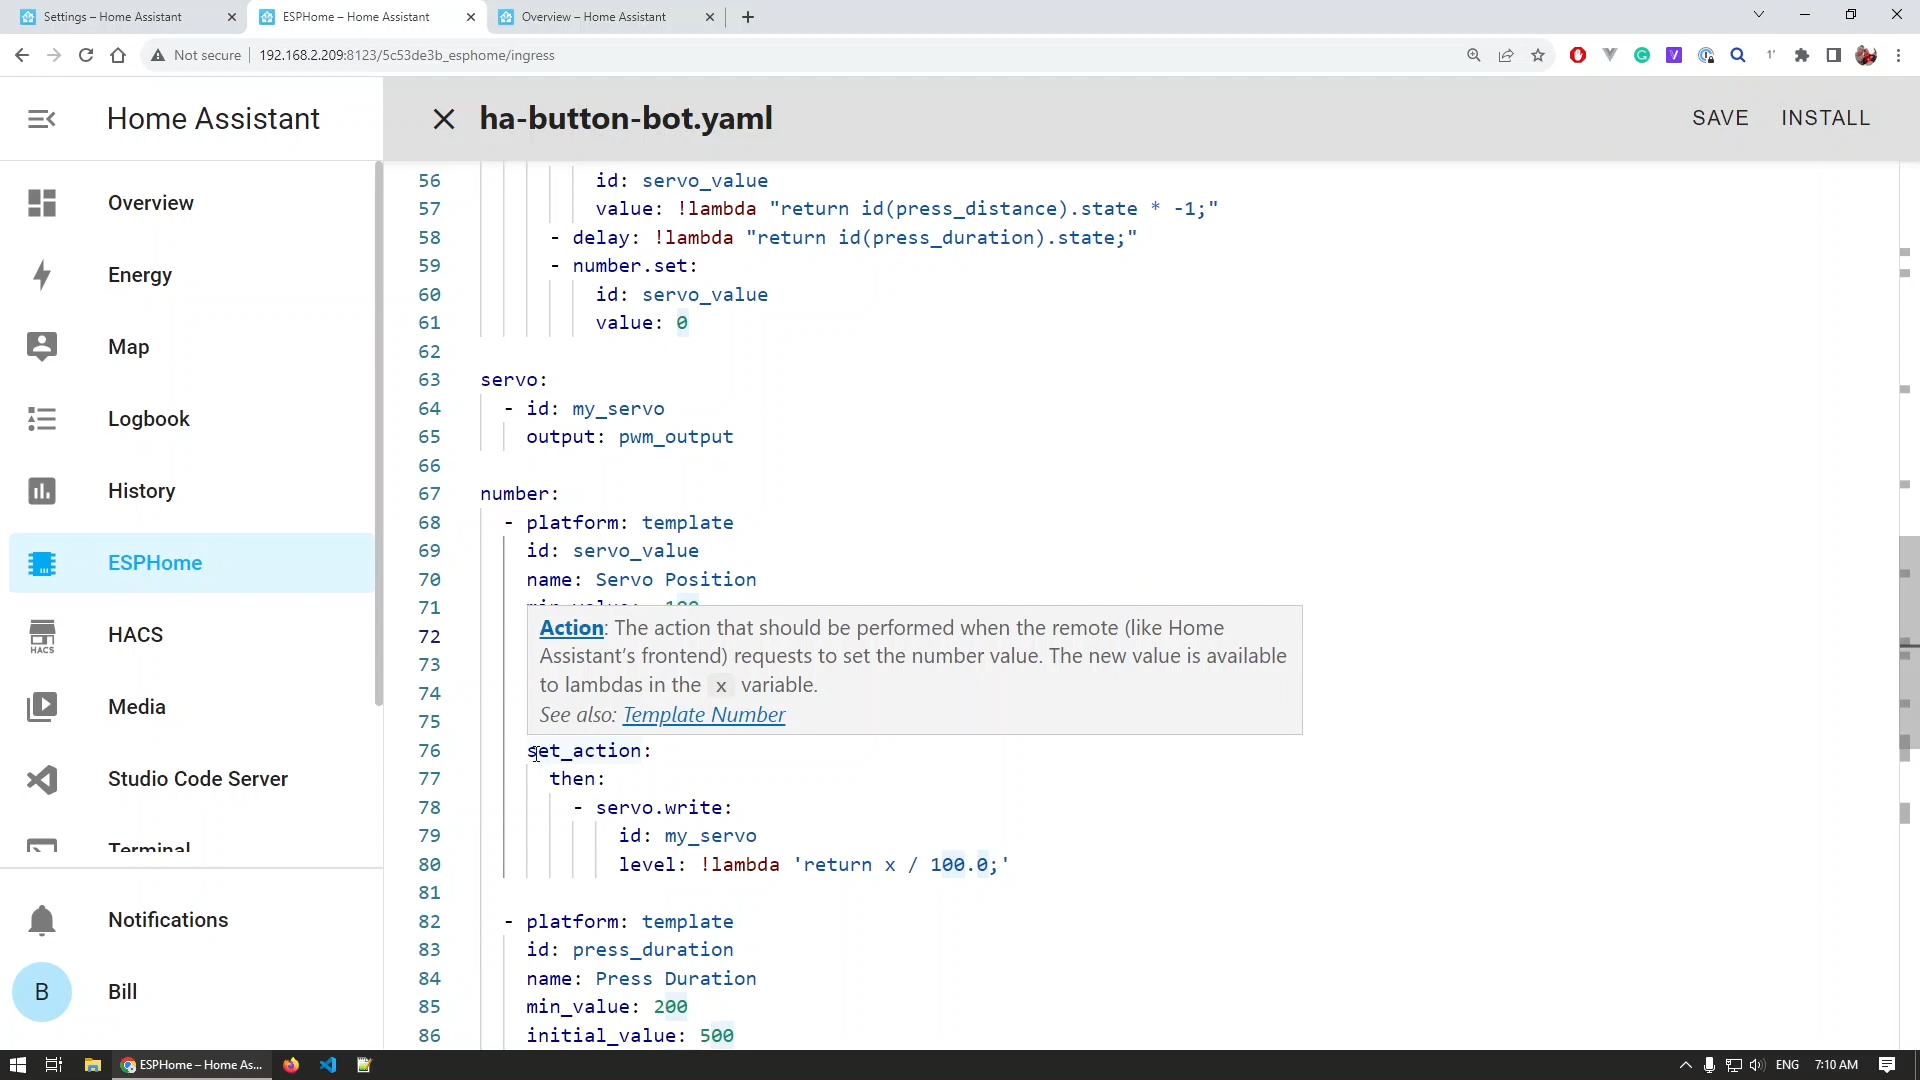 Settings – Home Assistant
ESPHome – Home Assistant
Overview – Home Assistant
Not secure
192.168.2.209:8123/5c53de3b_esphome/ingress
Home Assistant
ha-button-bot.yaml
SAVE
INSTALL
Overview
Energy
Map
Logbook
History
ESPHome
HACS
HACS
Media
Studio Code Server
Terminal
Notifications
B
Bill
56 id: servo_value
57 value: !lambda "return id(press_distance).state * -1;"
58 - delay: !lambda "return id(press_duration).state;"
59 - number.set:
60 id: servo_value
61 value: 0
62
63 servo:
64 - id: my_servo
65 output: pwm_output
66
67 number:
68 - platform: template
69 id: servo_value
70 name: Servo Position
71 min_value: -100
72
73
74
75
Action: The action that should be performed when the remote (like Home
Assistant’s frontend) requests to set the number value. The new value is available
to lambdas in the x variable.
See also: Template Number
76 set_action:
77 then:
78 - servo.write:
79 id: my_servo
80 level: !lambda 'return x / 100.0;'
81
82 - platform: template
83 id: press_duration
84 name: Press Duration
85 min_value: 200
86 initial_value: 500
ESPHome – Home As...
ENG
7:10 AM